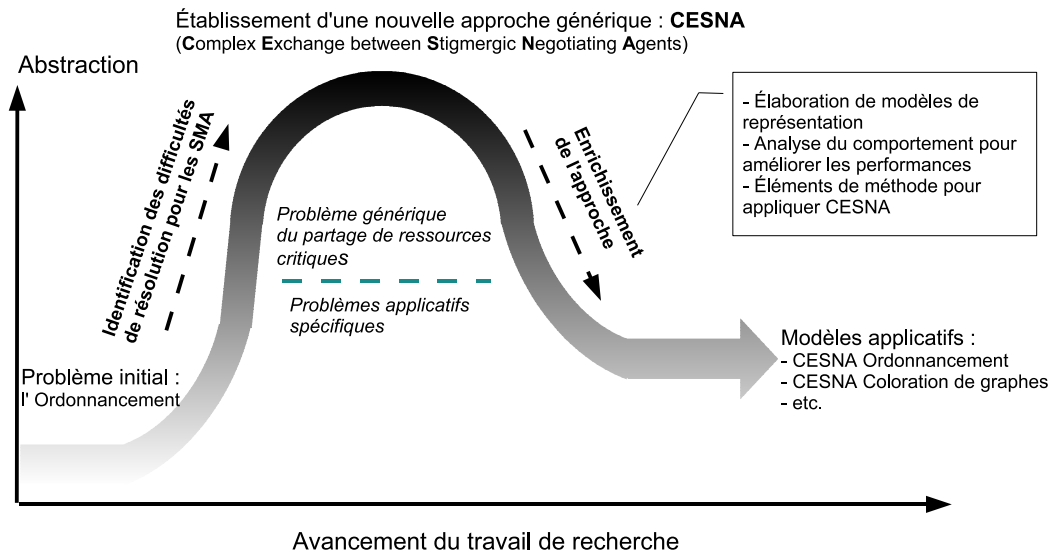 Établissement d'une nouvelle approche générique : CESNA
(Complex Exchange between Stigmergic Negotiating Agents)
Abstraction
Identification des difficultés
de résolution pour les SMA
Enrichissement
de l'approche
- Élaboration de modèles de
représentation
- Analyse du comportement pour
améliorer les performances
- Éléments de méthode pour
appliquer CESNA
Problème générique
du partage de ressources
critiques
Problèmes applicatifs
spécifiques
Problème initial :
l' Ordonnancement
Modèles applicatifs :
- CESNA Ordonnancement
- CESNA Coloration de graphes
- etc.
Avancement du travail de recherche